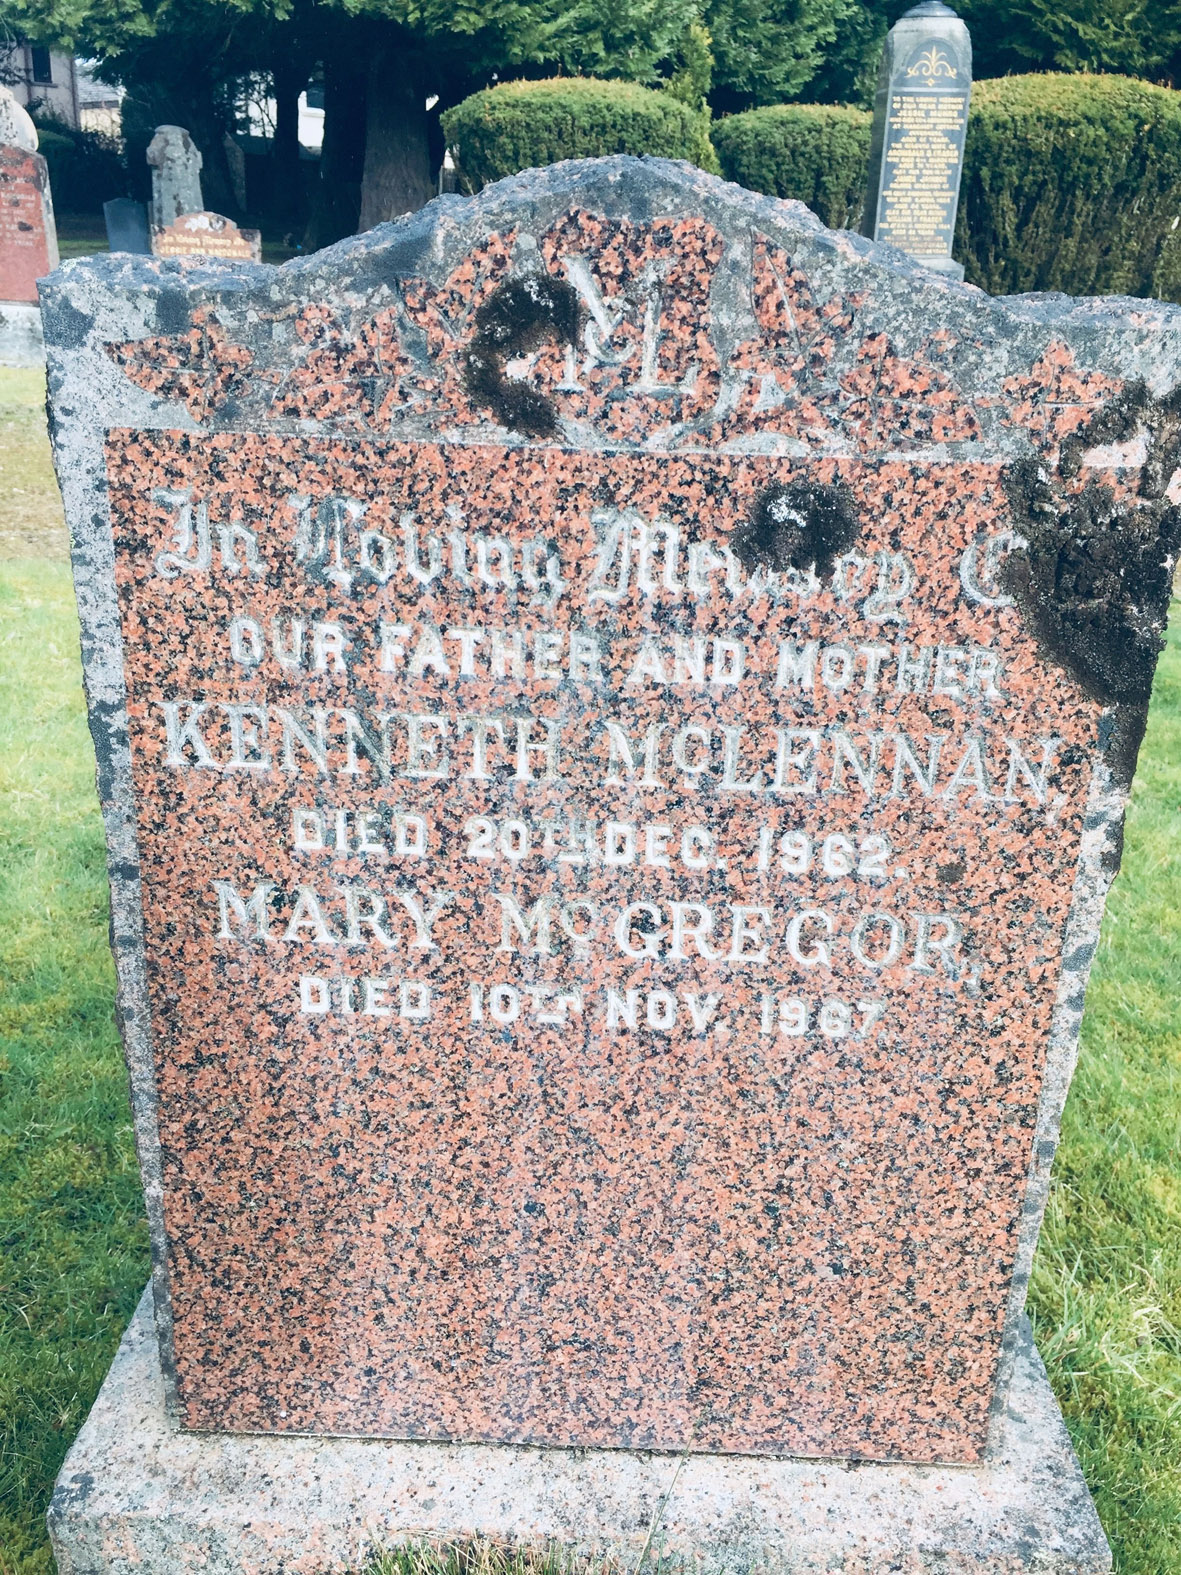 In Loving Memory
OUR FATHER AND MOTHER
KENNETH McLENNAN
DIED 20TH DEC. 1962.
MARY McGREGOR,
DIED 10TH NOV. 1967